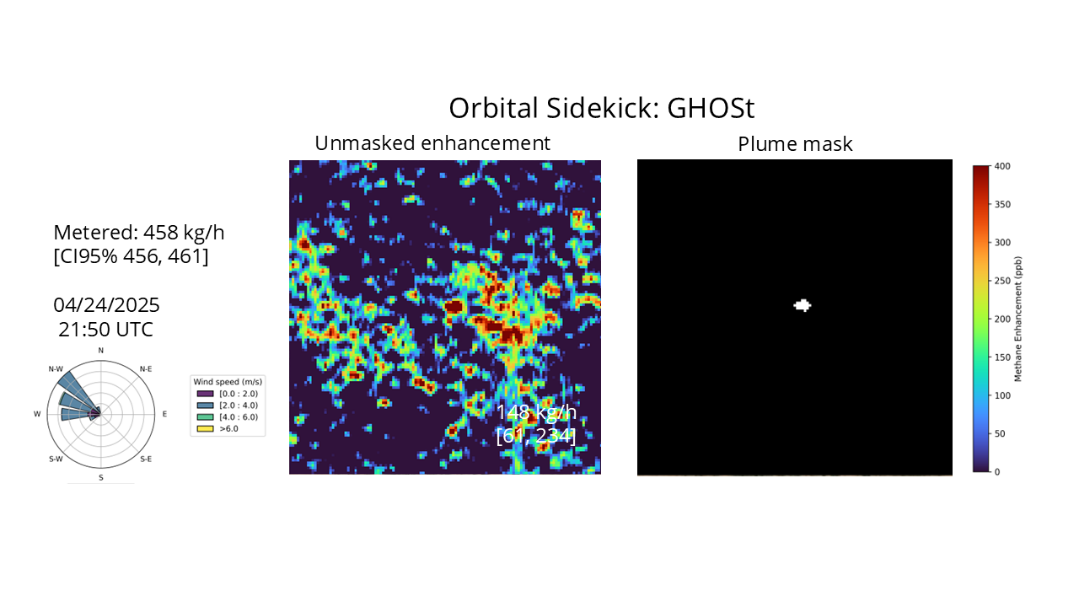 Orbital Sidekick: GHOSt
Unmasked enhancement
Plume mask
Metered: 458 kg/h
[CI95% 456, 461]
04/24/2025
21:50 UTC
N
N-W
N-E
W
E
S-W
S-E
S
Wind speed (m/s)
[0.0 : 2.0)
[2.0 : 4.0)
[4.0 : 6.0)
>6.0
148 kg/h
[61, 234]
400
350
300
250
200
150
100
50
0
Methane Enhancement (ppb)